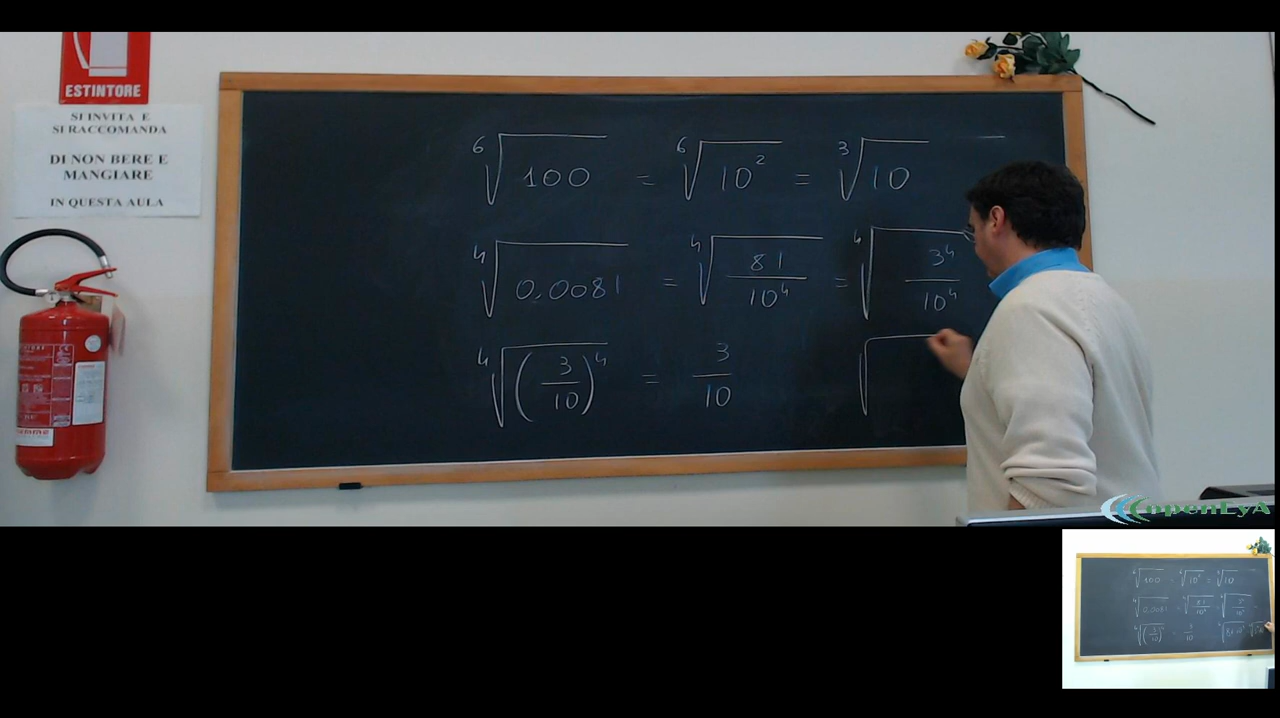 ESTINTORE
SI INVITA E
SI RACCOMANDA
DI NON BERE E
MANGIARE
IN QUESTA AULA
⁶√100 = ⁶√10² = ³√10
⁴√0,0081 = ⁴√(81/10⁴) = ⁴√(3⁴/10⁴)
⁴√(3/10)⁴ = 3/10 √
openEyA